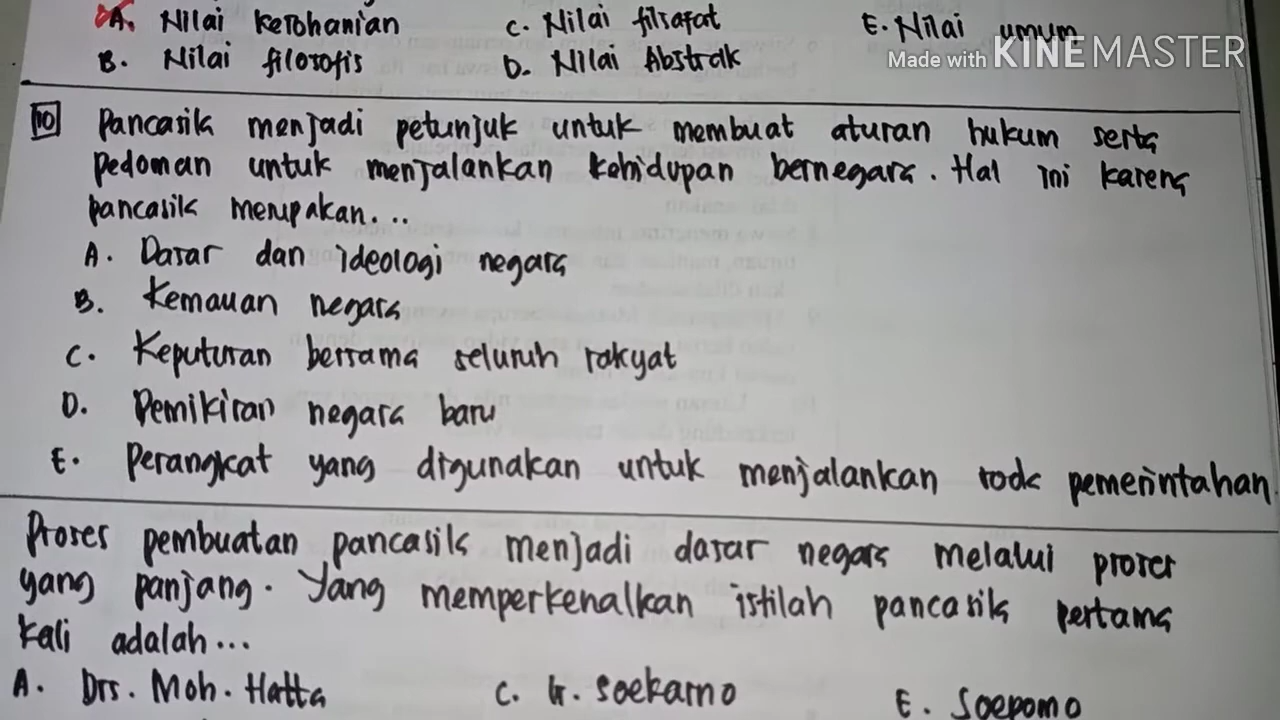 A. Nilai kerohanian C. Nilai filsafat E. Nilai umum
B. Nilai filosofis D. Nilai Abstrak
Made with KINEMASTER
10 Pancasila menjadi petunjuk untuk membuat aturan hukum serta
pedoman untuk menjalankan kehidupan bernegara. Hal ini karena
pancasila merupakan...
A. Dasar dan ideologi negara
B. Kemauan negara
C. Keputusan bersama seluruh rakyat
D. Pemikiran negara baru
E. Perangkat yang digunakan untuk menjalankan roda pemerintahan
Proses pembuatan pancasila menjadi dasar negara melalui proses
yang panjang. Yang memperkenalkan istilah pancasila pertama
kali adalah...
A. Drs. Moh. Hatta C. Ir. Soekarno E. Soepomo